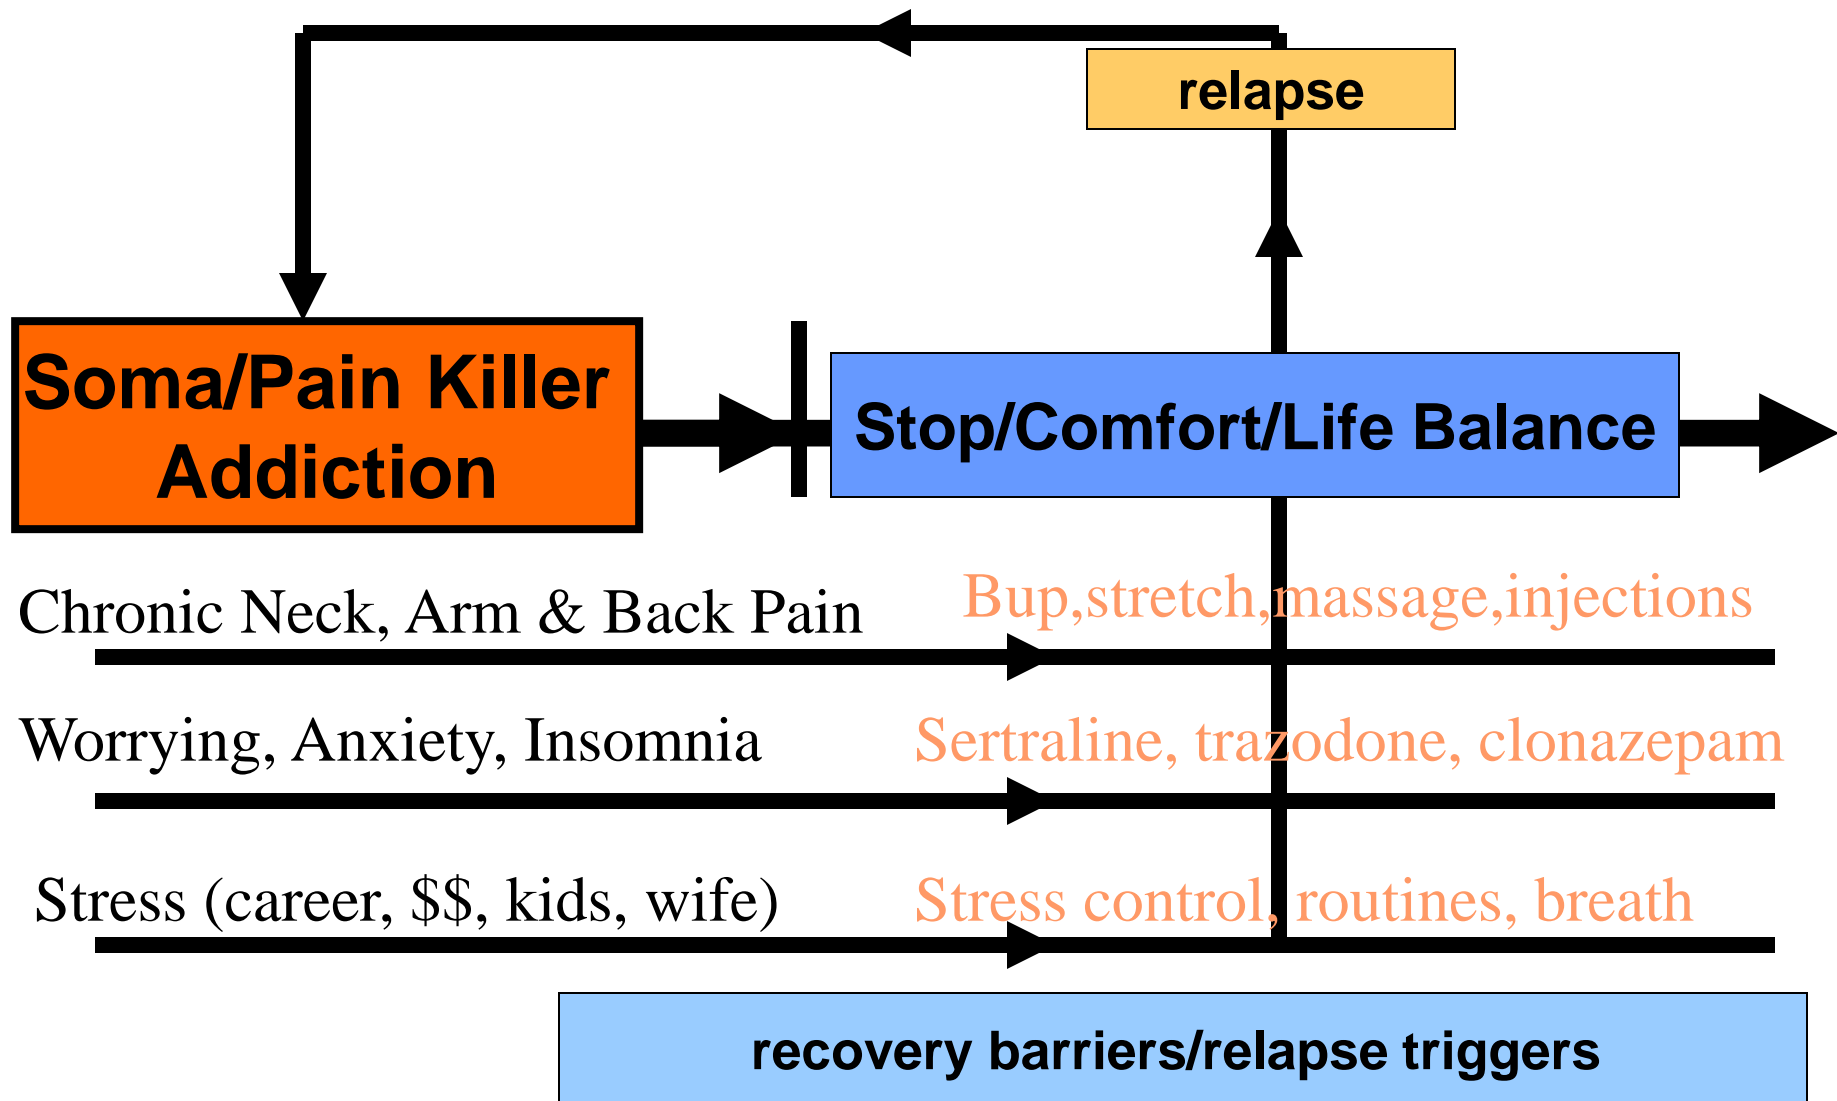 relapse
Soma/Pain Killer
Addiction
Stop/Comfort/Life Balance
Chronic Neck, Arm & Back Pain
Bup,stretch,massage,injections
Worrying, Anxiety, Insomnia
Sertraline, trazodone, clonazepam
Stress (career, $$, kids, wife)
Stress control, routines, breath
recovery barriers/relapse triggers